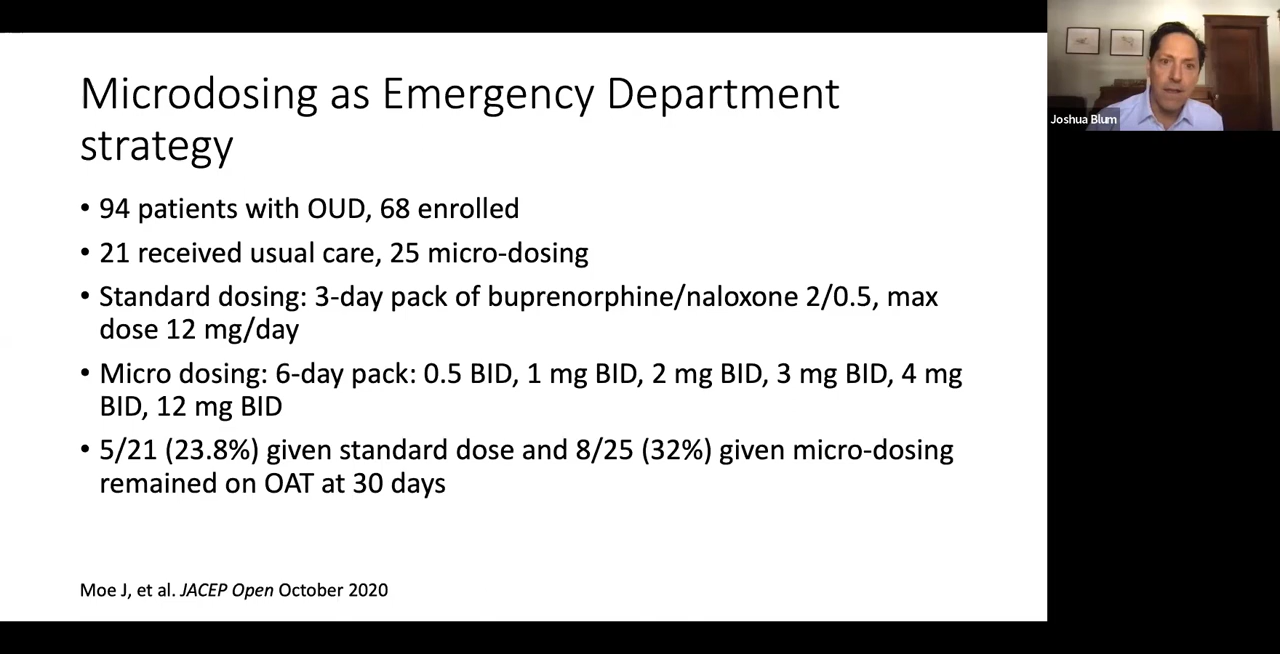 Microdosing as Emergency Department
strategy
• 94 patients with OUD, 68 enrolled
• 21 received usual care, 25 micro-dosing
• Standard dosing: 3-day pack of buprenorphine/naloxone 2/0.5, max
dose 12 mg/day
• Micro dosing: 6-day pack: 0.5 BID, 1 mg BID, 2 mg BID, 3 mg BID, 4 mg
BID, 12 mg BID
• 5/21 (23.8%) given standard dose and 8/25 (32%) given micro-dosing
remained on OAT at 30 days
Moe J, et al. JACEP Open October 2020
Joshua Blum